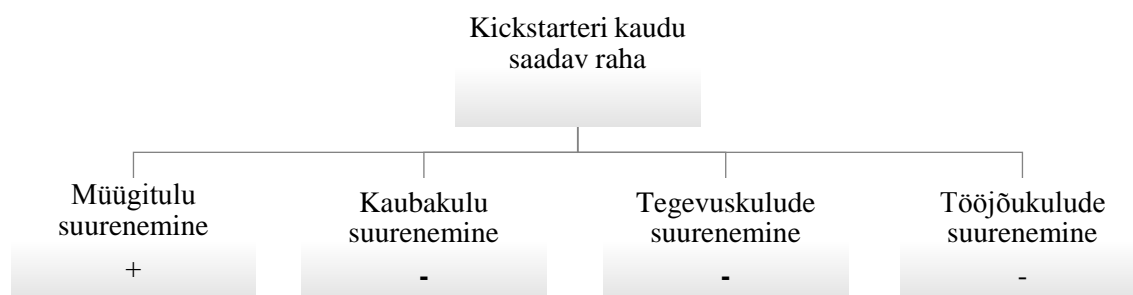 Kickstarteri kaudu
saadav raha
Müügitulu
suurenemine
+
Kaubakulu
suurenemine
-
Tegevuskulude
suurenemine
-
Tööjõukulude
suurenemine
-